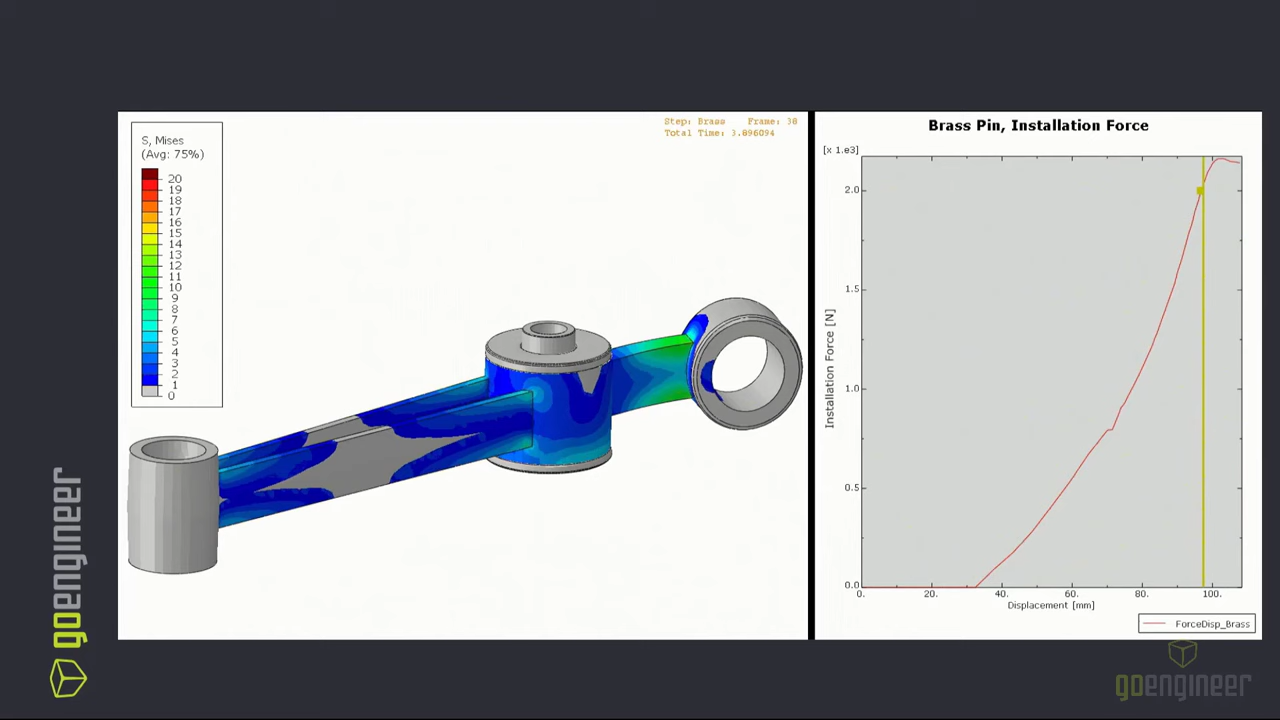 S, Mises
(Avg: 75%)
20
19
18
17
16
15
14
13
12
11
10
9
8
7
6
5
4
3
2
1
0
Step: Brass Frame: 38
Total Time: 3.896094
Brass Pin, Installation Force
[x 1.e3]
2.0
1.5
1.0
0.5
0.0
Installation Force [N]
0. 20. 40. 60. 80. 100.
Displacement [mm]
ForceDisp_Brass
goengineer
goengineer